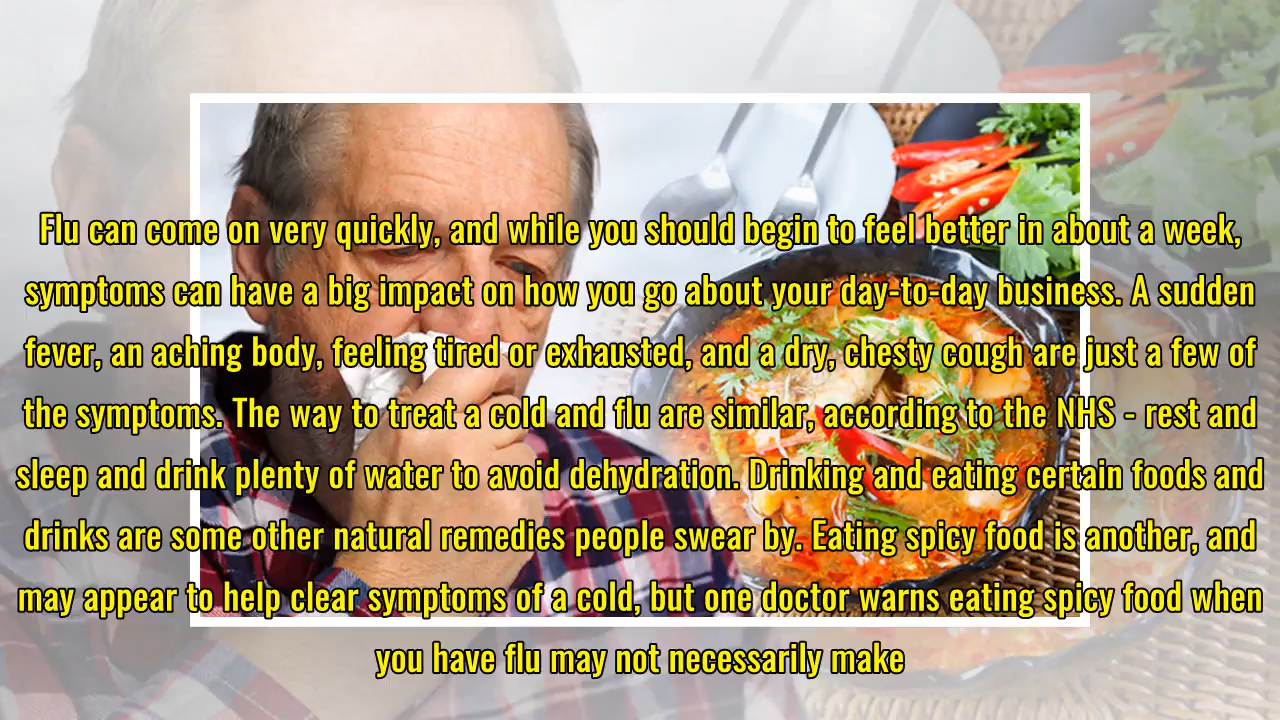 Flu can come on very quickly, and while you should begin to feel better in about a week,
symptoms can have a big impact on how you go about your day-to-day business. A sudden
fever, an aching body, feeling tired or exhausted, and a dry, chesty cough are just a few of
the symptoms. The way to treat a cold and flu are similar, according to the NHS - rest and
sleep and drink plenty of water to avoid dehydration. Drinking and eating certain foods and
drinks are some other natural remedies people swear by. Eating spicy food is another, and
may appear to help clear symptoms of a cold, but one doctor warns eating spicy food when
you have flu may not necessarily make